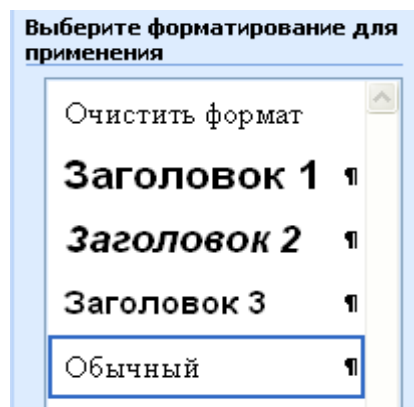 Выберите форматирование для
применения
Очистить формат
Заголовок 1 ¶
Заголовок 2 ¶
Заголовок 3 ¶
Обычный ¶